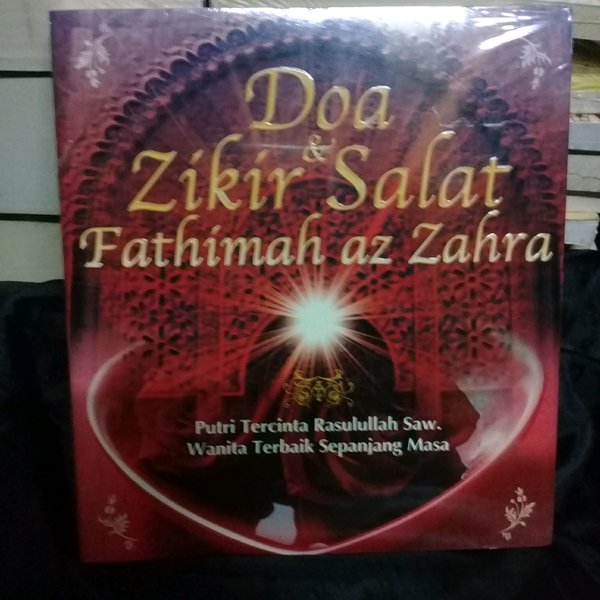 Doa
&
Zikir Salat
Fathimah az Zahra
Putri Tercinta Rasulullah Saw.
Wanita Terbaik Sepanjang Masa